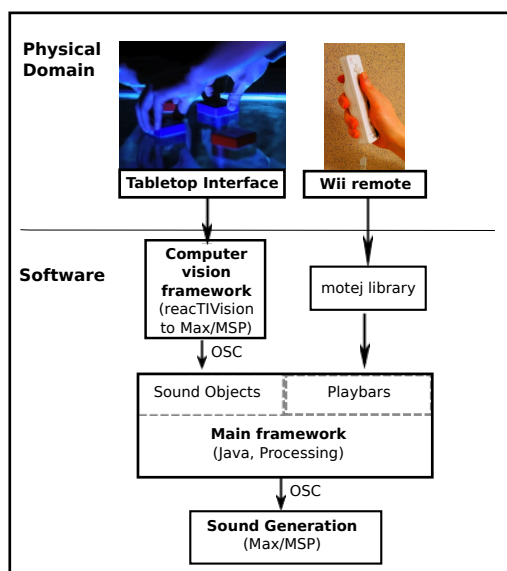 Physical
Domain
Tabletop Interface
Wii remote
Software
Computer
vision
framework
(reacTIVision
to Max/MSP)
motej library
OSC
Sound Objects
Playbars
Main framework
(Java, Processing)
OSC
Sound Generation
(Max/MSP)